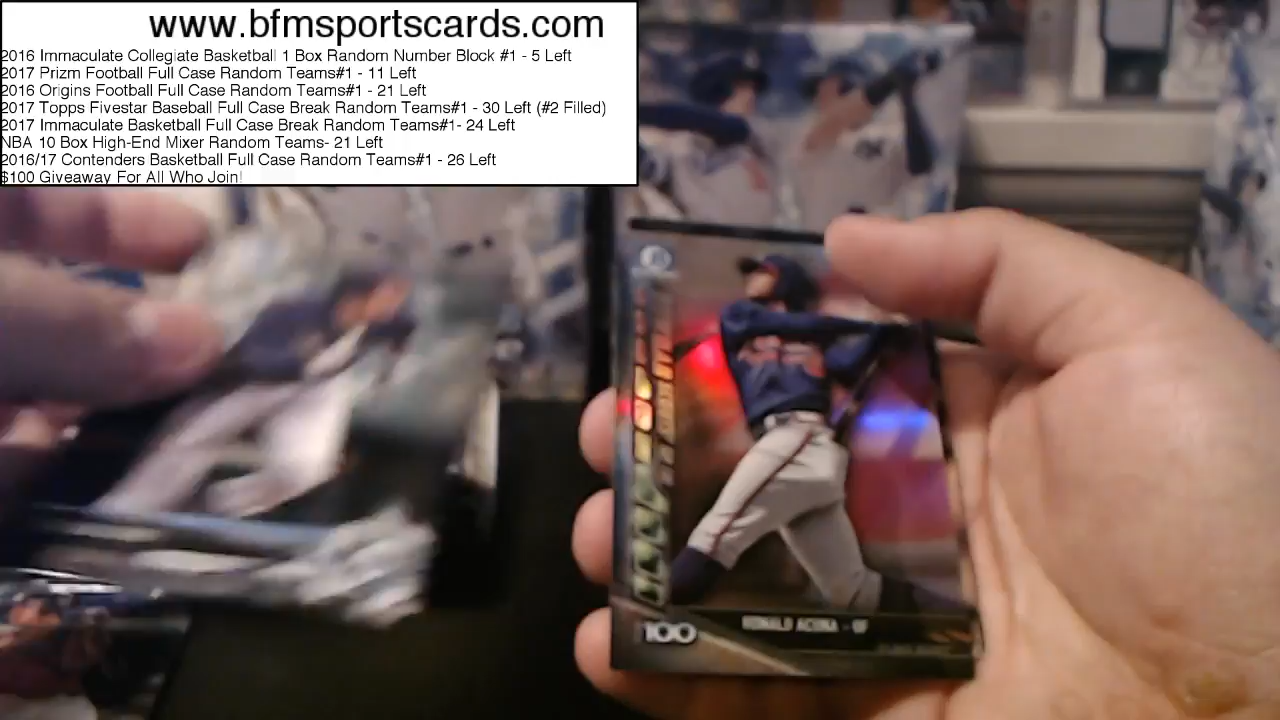 www.bfmsportscards.com
2016 Immaculate Collegiate Basketball 1 Box Random Number Block #1 - 5 Left
2017 Prizm Football Full Case Random Teams#1 - 11 Left
2016 Origins Football Full Case Random Teams#1 - 21 Left
2017 Topps Fivestar Baseball Full Case Break Random Teams#1 - 30 Left (#2 Filled)
2017 Immaculate Basketball Full Case Break Random Teams#1- 24 Left
NBA 10 Box High-End Mixer Random Teams- 21 Left
2016/17 Contenders Basketball Full Case Random Teams#1 - 26 Left
$100 Giveaway For All Who Join!
100
RONALD ACUNA - OF